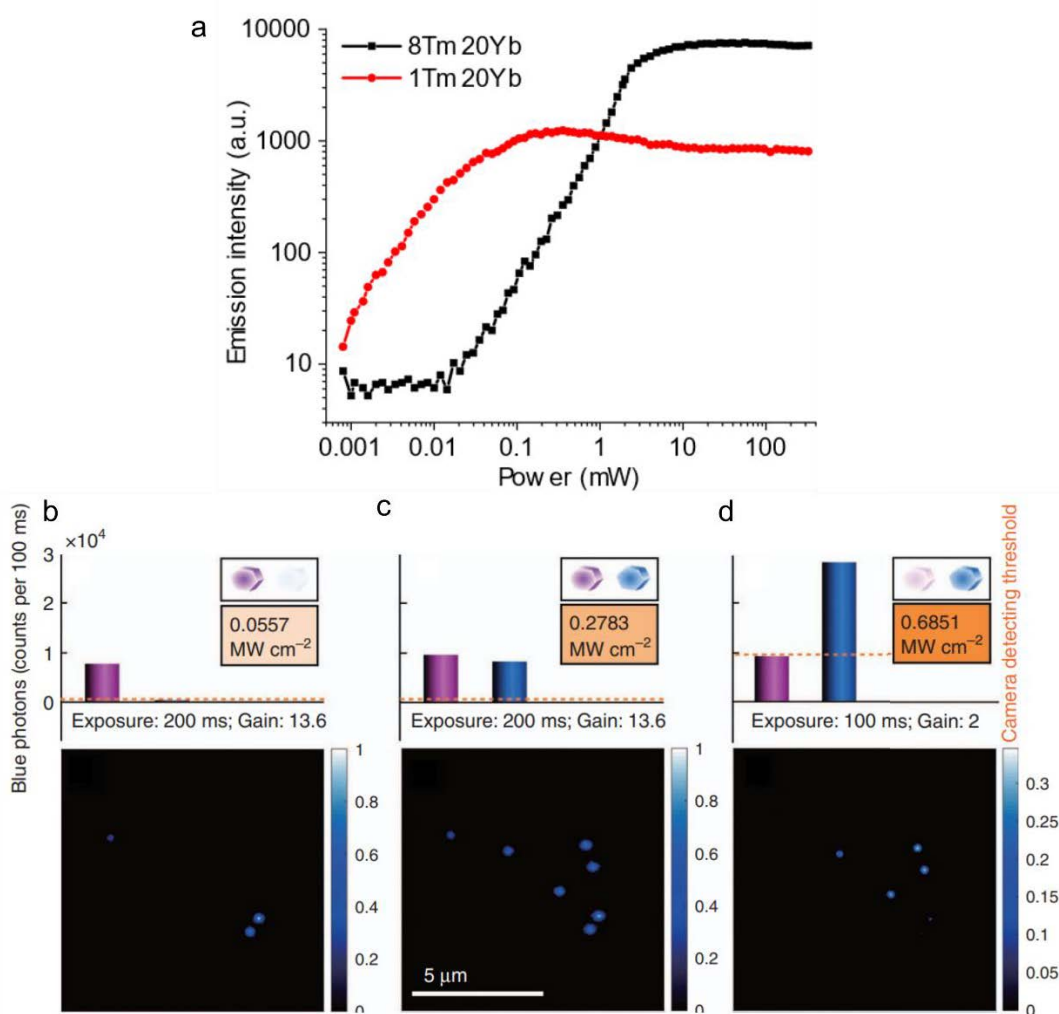 a
10000
1000
100
10
Emission intensity (a.u.)
8Tm 20Yb
1Tm 20Yb
0.001 0.01 0.1 1 10 100
Power (mW)
b
c
d
Blue photons (counts per 100 ms)
×10⁴
3
2
1
0
0.0557
MW cm⁻²
Exposure: 200 ms; Gain: 13.6
0.2783
MW cm⁻²
Exposure: 200 ms; Gain: 13.6
0.6851
MW cm⁻²
Exposure: 100 ms; Gain: 2
Camera detecting threshold
1
0.8
0.6
0.4
0.2
0
5 μm
1
0.8
0.6
0.4
0.2
0
0.3
0.25
0.2
0.15
0.1
0.05
0